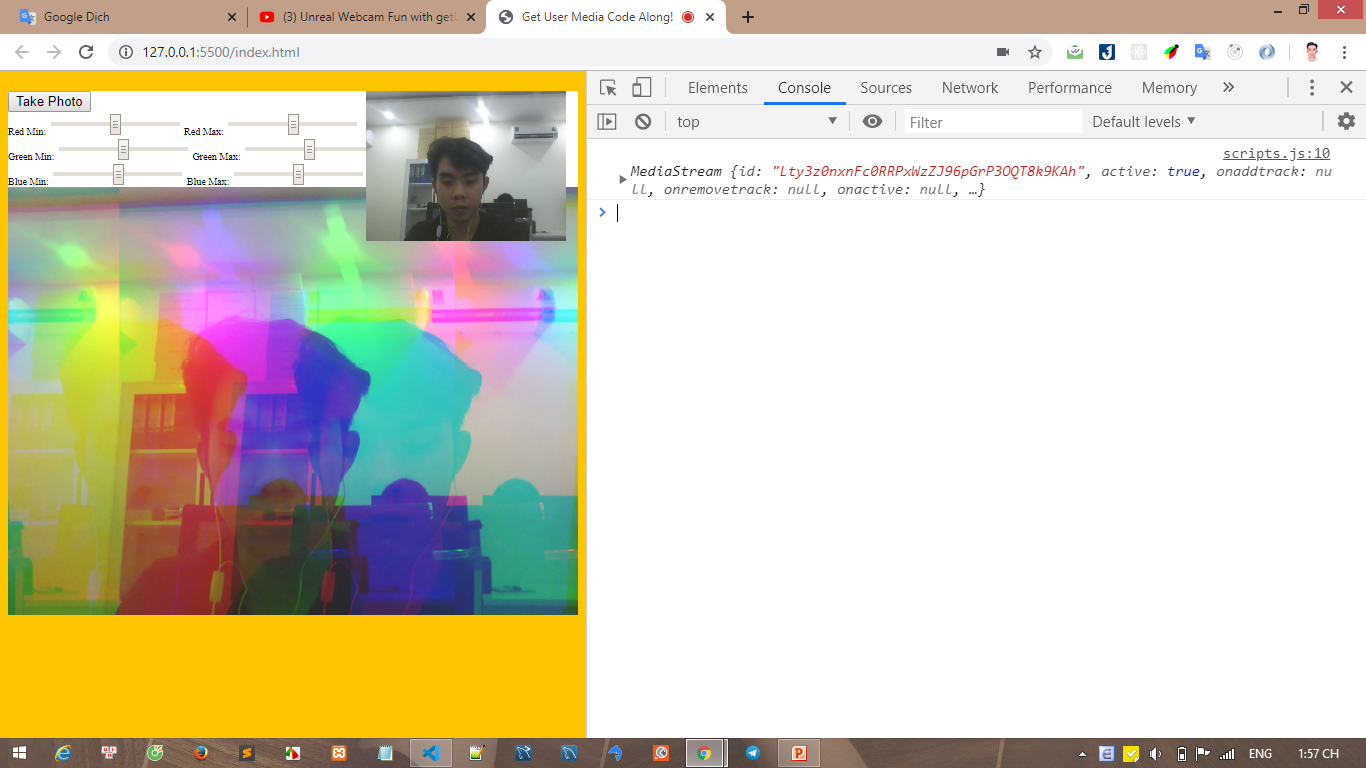 Google Dịch
(3) Unreal Webcam Fun with getU
Get User Media Code Along!
127.0.0.1:5500/index.html
Take Photo
Red Min:
Red Max:
Green Min:
Green Max:
Blue Min:
Blue Max:
Elements
Console
Sources
Network
Performance
Memory
top
Filter
Default levels
scripts.js:10
MediaStream {id: "Lty3z0nxnFc0RRPxWzZJ96pGrP3OQT8k9KAh", active: true, onaddtrack: nu
ll, onremovetrack: null, onactive: null, …}
ENG
1:57 CH